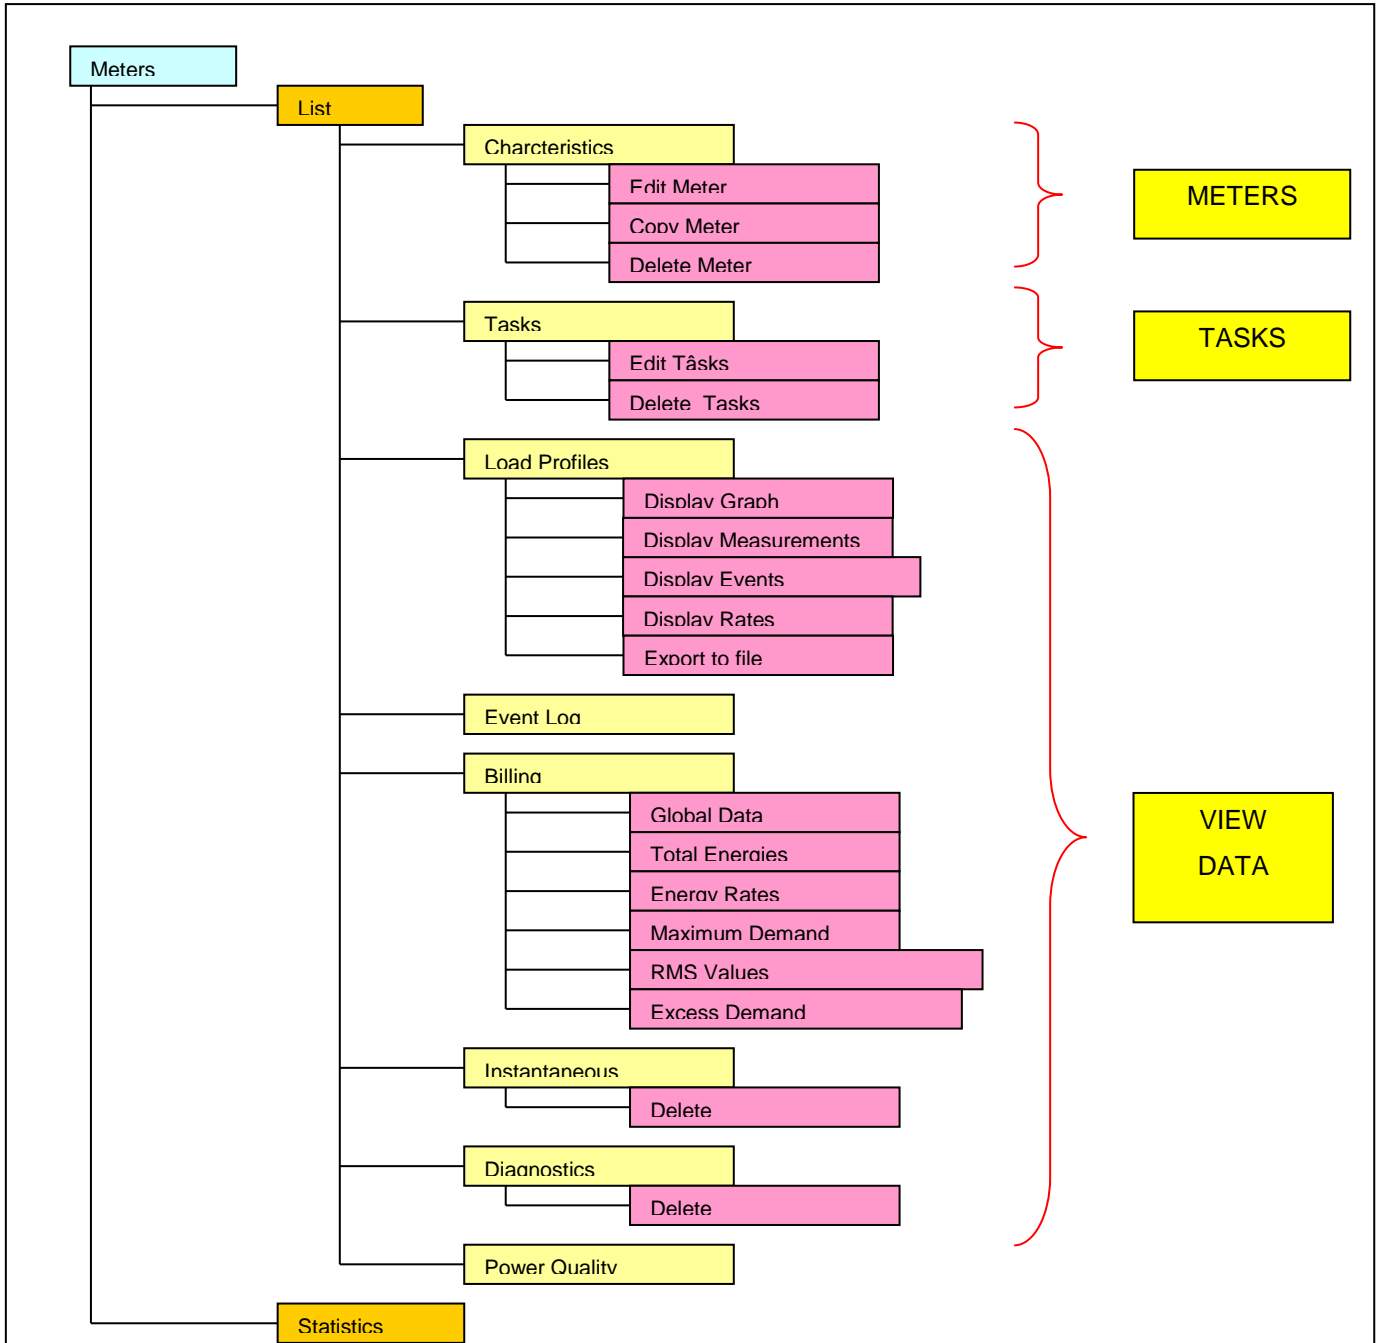 Meters
List
Charcteristics
Edit Meter
Copy Meter
Delete Meter
METERS
Tasks
Edit Tâsks
Delete  Tasks
TASKS
Load Profiles
Display Graph
Display Measurements
Display Events
Display Rates
Export to file
Event Log
Billing
Global Data
Total Energies
Energy Rates
Maximum Demand
RMS Values
Excess Demand
VIEW
DATA
Instantaneous
Delete
Diagnostics
Delete
Power Quality
Statistics